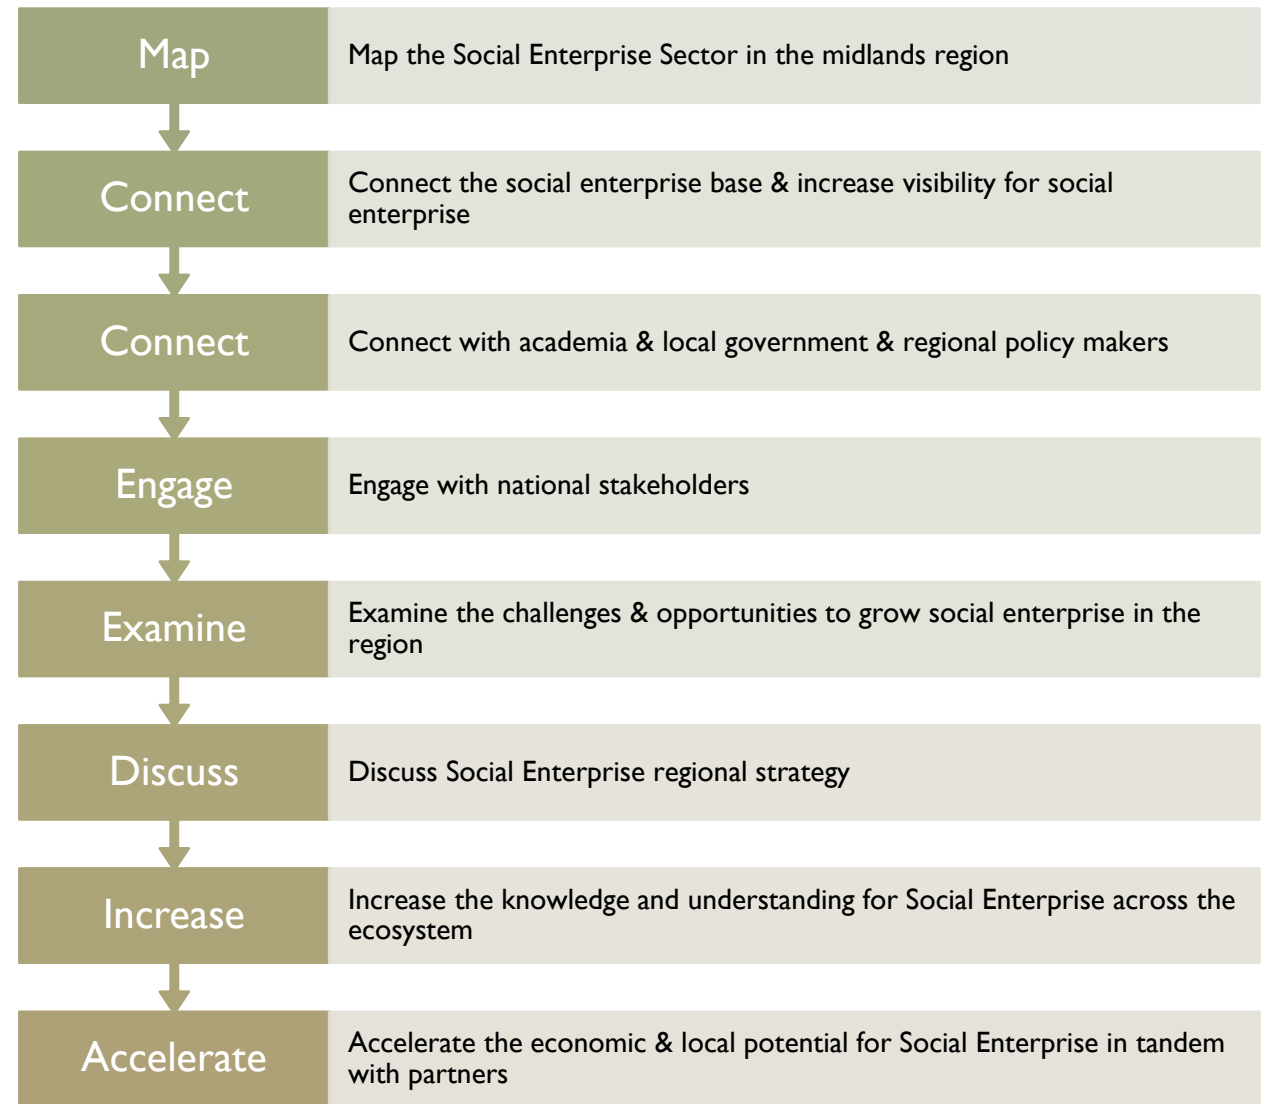 Map
Map the Social Enterprise Sector in the midlands region
Connect
Connect the social enterprise base & increase visibility for social
enterprise
Connect
Connect with academia & local government & regional policy makers
Engage
Engage with national stakeholders
Examine
Examine the challenges & opportunities to grow social enterprise in the
region
Discuss
Discuss Social Enterprise regional strategy
Increase
Increase the knowledge and understanding for Social Enterprise across the
ecosystem
Accelerate
Accelerate the economic & local potential for Social Enterprise in tandem
with partners